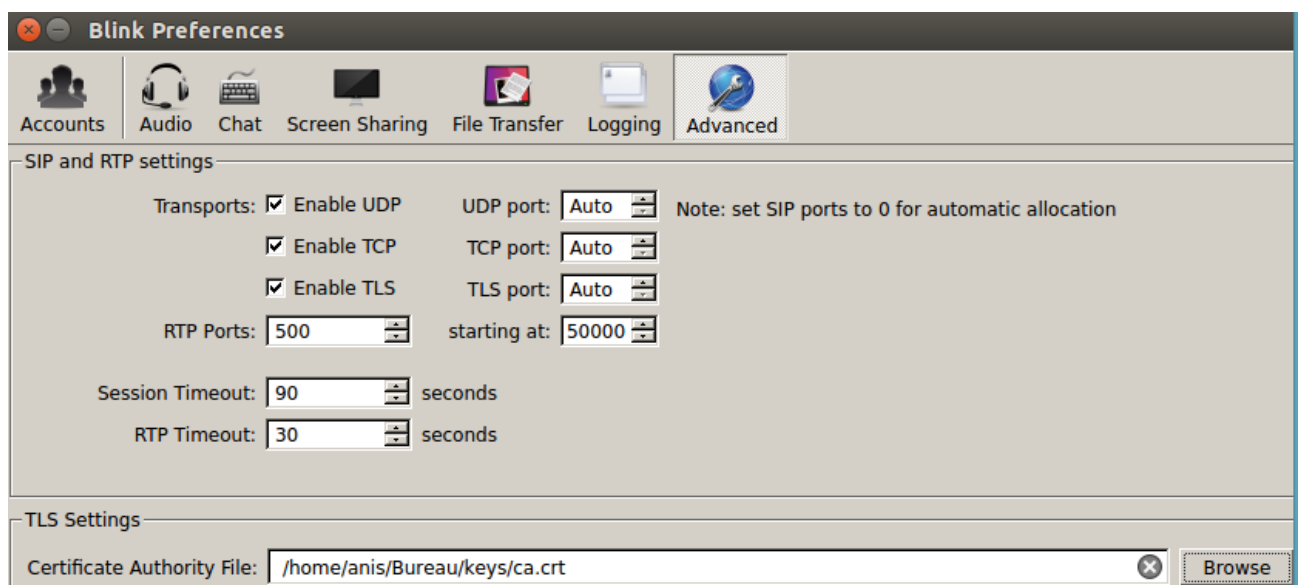 Blink Preferences
Accounts Audio Chat Screen Sharing File Transfer Logging Advanced
SIP and RTP settings
Transports: Enable UDP UDP port: Auto Note: set SIP ports to 0 for automatic allocation
Enable TCP TCP port: Auto
Enable TLS TLS port: Auto
RTP Ports: 500 starting at: 50000
Session Timeout: 90 seconds
RTP Timeout: 30 seconds
TLS Settings
Certificate Authority File: /home/anis/Bureau/keys/ca.crt Browse